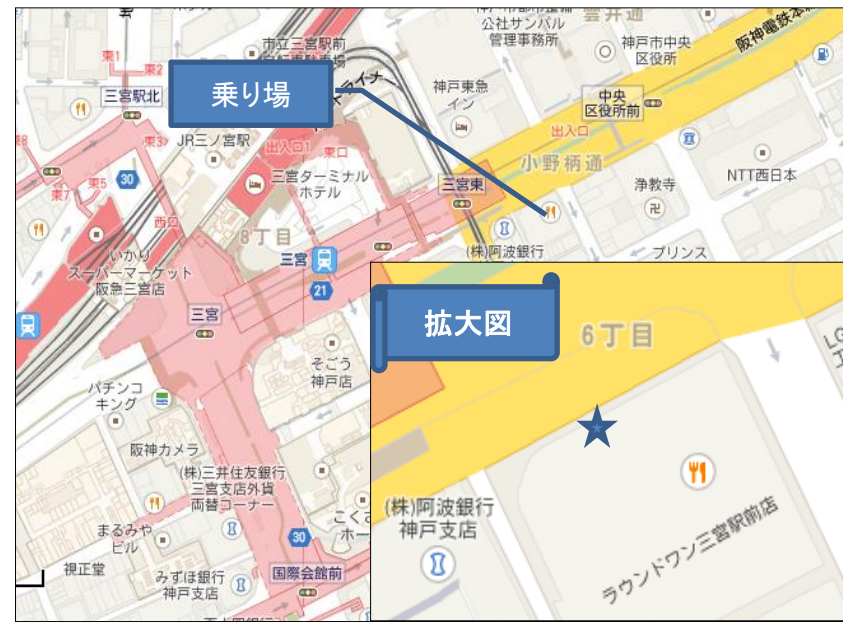 公社サンパル
管理事務所
雲井通
神戸市中央
区役所
阪神電鉄本線
市立三宮駅前
東1
東2
三宮駅北
乗り場
神戸東急
イン
中央
区役所前
出入口
東3
JR三ノ宮駅
出入口1
東口
小野柄通
30
東5
東7
三宮ターミナル
ホテル
三宮東
浄教寺
NTT西日本
西口
8丁目
(株)阿波銀行
プリンス
いかり
スーパーマーケット
阪急三宮店
三宮
21
三宮
拡大図
6丁目
そごう
神戸店
パチンコ
キング
阪神カメラ
(株)三井住友銀行
三宮支店外貨
両替コーナー
(株)阿波銀行
神戸支店
ラウンドワン三宮駅前店
まるみや
ビル
30
視正堂
みずほ銀行
神戸支店
国際会館前